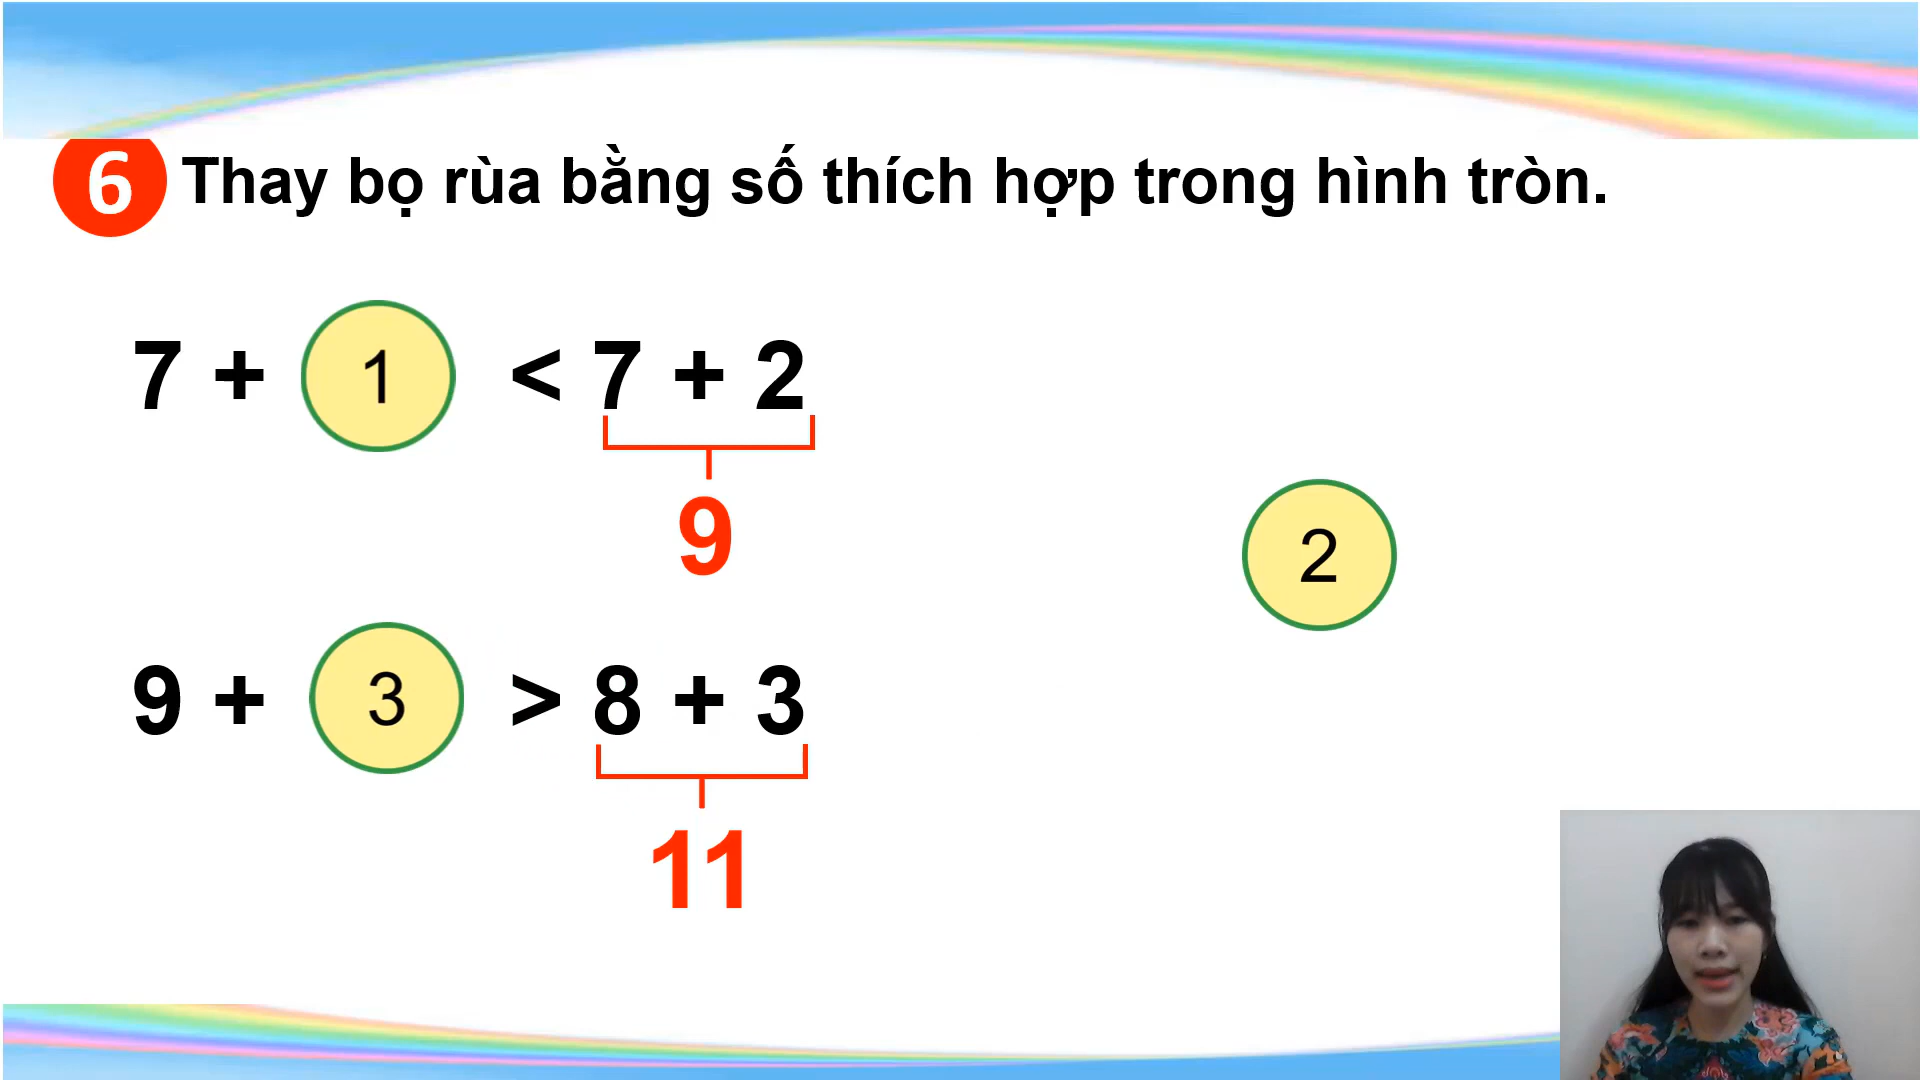 6 Thay bọ rùa bằng số thích hợp trong hình tròn.
7 + 1 < 7 + 2
9
2
9 + 3 > 8 + 3
11